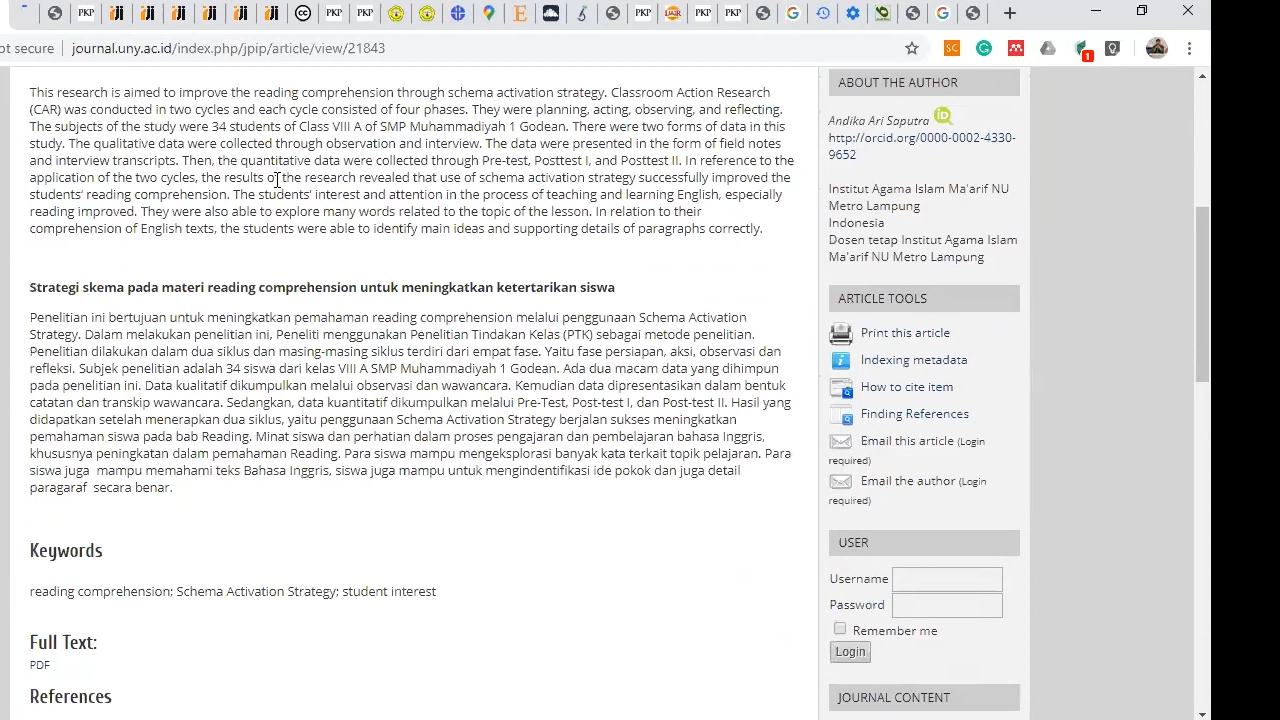 PKP
PKP
PKP
PKP
PKP
PKP
ot secure
journal.uny.ac.id/index.php/jpip/article/view/21843
SC
1
This research is aimed to improve the reading comprehension through schema activation strategy. Classroom Action Research
(CAR) was conducted in two cycles and each cycle consisted of four phases. They were planning, acting, observing, and reflecting.
The subjects of the study were 34 students of Class VIII A of SMP Muhammadiyah 1 Godean. There were two forms of data in this
study. The qualitative data were collected through observation and interview. The data were presented in the form of field notes
and interview transcripts. Then, the quantitative data were collected through Pre-test, Posttest I, and Posttest II. In reference to the
application of the two cycles, the results of the research revealed that use of schema activation strategy successfully improved the
students' reading comprehension. The students' interest and attention in the process of teaching and learning English, especially
reading improved. They were also able to explore many words related to the topic of the lesson. In relation to their
comprehension of English texts, the students were able to identify main ideas and supporting details of paragraphs correctly.
Strategi skema pada materi reading comprehension untuk meningkatkan ketertarikan siswa
Penelitian ini bertujuan untuk meningkatkan pemahaman reading comprehension melalui penggunaan Schema Activation
Strategy. Dalam melakukan penelitian ini, Peneliti menggunakan Penelitian Tindakan Kelas (PTK) sebagai metode penelitian.
Penelitian dilakukan dalam dua siklus dan masing-masing siklus terdiri dari empat fase. Yaitu fase persiapan, aksi, observasi dan
refleksi. Subjek penelitian adalah 34 siswa dari kelas VIII A SMP Muhammadiyah 1 Godean. Ada dua macam data yang dihimpun
pada penelitian ini. Data kualitatif dikumpulkan melalui observasi dan wawancara. Kemudian data dipresentasikan dalam bentuk
catatan dan transkip wawancara. Sedangkan, data kuantitatif dikumpulkan melalui Pre-Test, Post-test I, dan Post-test II. Hasil yang
didapatkan setelah menerapkan dua siklus, yaitu penggunaan Schema Activation Strategy berjalan sukses meningkatkan
pemahaman siswa pada bab Reading. Minat siswa dan perhatian dalam proses pengajaran dan pembelajaran bahasa Inggris,
khususnya peningkatan dalam pemahaman Reading. Para siswa mampu mengeksplorasi banyak kata terkait topik pelajaran. Para
siswa juga  mampu memahami teks Bahasa Inggris, siswa juga mampu untuk mengindentifikasi ide pokok dan juga detail
paragaraf  secara benar.
Keywords
reading comprehension; Schema Activation Strategy; student interest
Full Text:
PDF
References
ABOUT THE AUTHOR
Andika Ari Saputra iD
http://orcid.org/0000-0002-4330-
9652
Institut Agama Islam Ma'arif NU
Metro Lampung
Indonesia
Dosen tetap Institut Agama Islam
Ma'arif NU Metro Lampung
ARTICLE TOOLS
Print this article
Indexing metadata
How to cite item
Finding References
Email this article (Login
required)
Email the author (Login
required)
USER
Username
Password
Remember me
Login
JOURNAL CONTENT